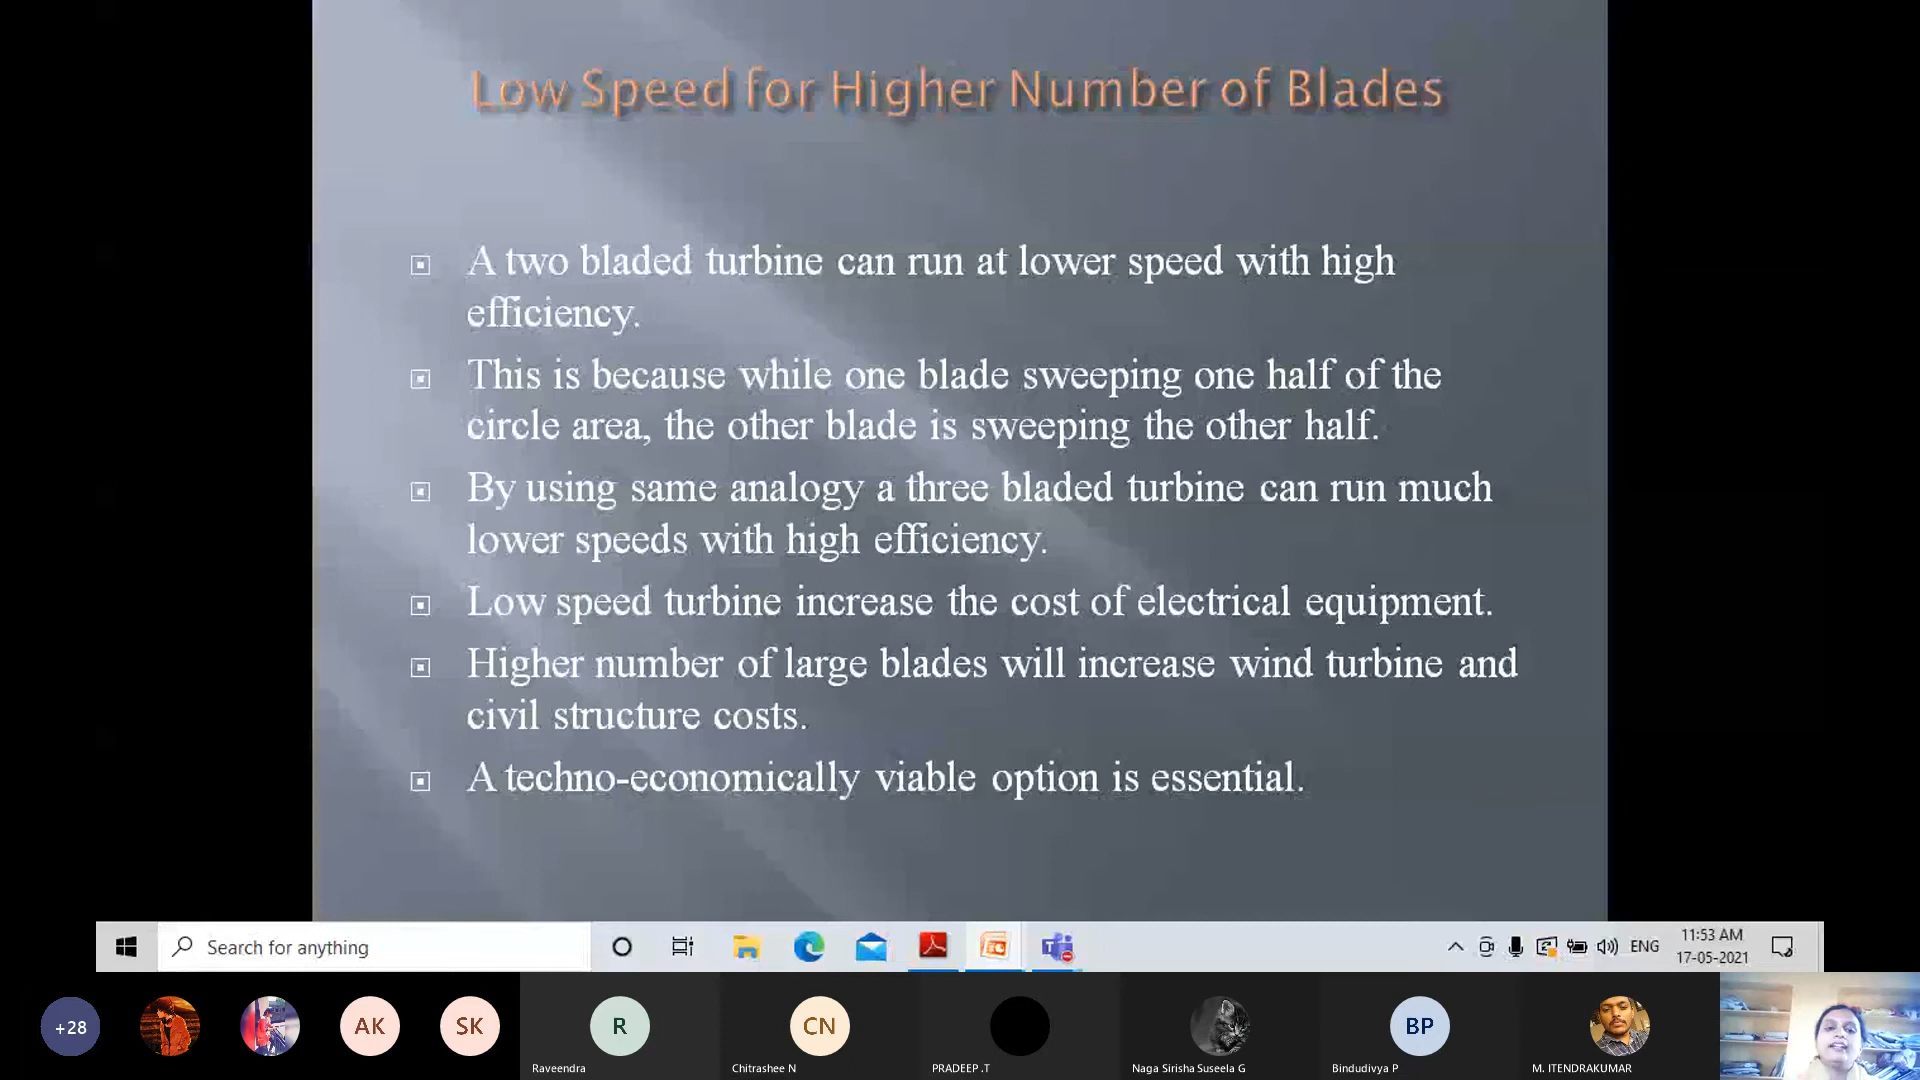 Low Speed for Higher Number of Blades
A two bladed turbine can run at lower speed with high
efficiency.
This is because while one blade sweeping one half of the
circle area, the other blade is sweeping the other half.
By using same analogy a three bladed turbine can run much
lower speeds with high efficiency.
Low speed turbine increase the cost of electrical equipment.
Higher number of large blades will increase wind turbine and
civil structure costs.
A techno-economically viable option is essential.
Search for anything
ENG
11:53 AM
17-05-2021
+28
AK
SK
R
CN
BP
Raveendra
Chitrashee N
PRADEEP .T
Naga Sirisha Suseela G
Bindudivya P
M. ITENDRAKUMAR